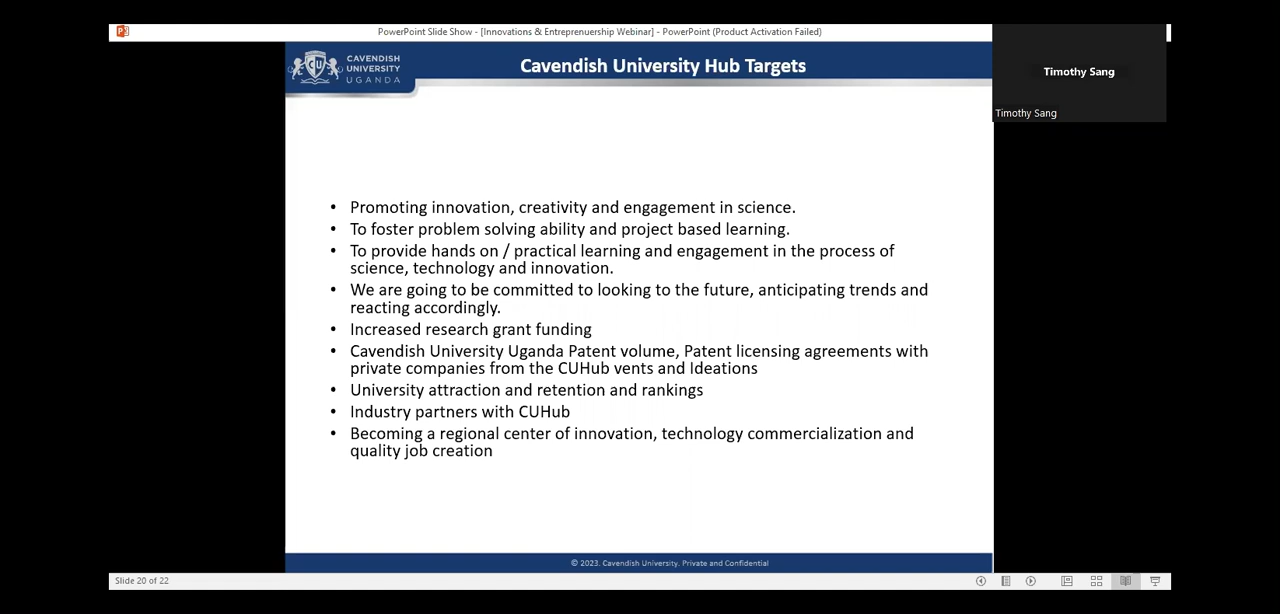 PowerPoint Slide Show - [Innovations & Entreprenuership Webinar] - PowerPoint (Product Activation Failed)
CU
CAVENDISH
UNIVERSITY
UGANDA
Cavendish University Hub Targets
Timothy Sang
Timothy Sang
• Promoting innovation, creativity and engagement in science.
• To foster problem solving ability and project based learning.
• To provide hands on / practical learning and engagement in the process of
science, technology and innovation.
• We are going to be committed to looking to the future, anticipating trends and
reacting accordingly.
• Increased research grant funding
• Cavendish University Uganda Patent volume, Patent licensing agreements with
private companies from the CUHub vents and Ideations
• University attraction and retention and rankings
• Industry partners with CUHub
• Becoming a regional center of innovation, technology commercialization and
quality job creation
© 2023. Cavendish University. Private and Confidential
Slide 20 of 22